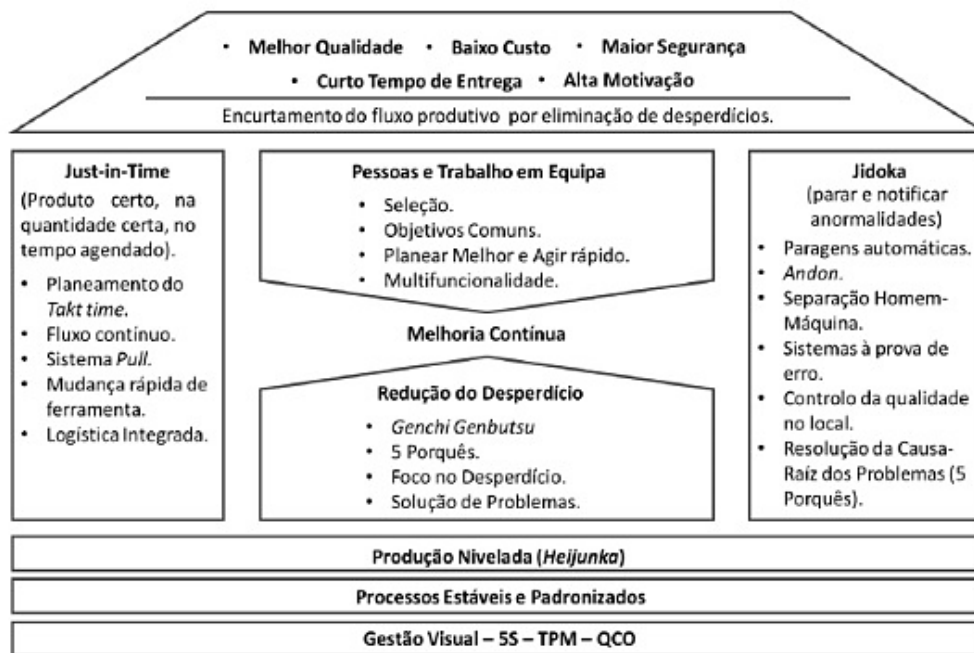 • Melhor Qualidade • Baixo Custo • Maior Segurança
• Curto Tempo de Entrega • Alta Motivação
Encurtamento do fluxo produtivo por eliminação de desperdícios.
Just-in-Time
(Produto certo, na
quantidade certa, no
tempo agendado).
• Planeamento do
Takt time.
• Fluxo contínuo.
• Sistema Pull.
• Mudança rápida de
ferramenta.
• Logística Integrada.
Pessoas e Trabalho em Equipa
• Seleção.
• Objetivos Comuns.
• Planear Melhor e Agir rápido.
• Multifuncionalidade.
Melhoria Contínua
Redução do Desperdício
• Genchi Genbutsu
• 5 Porquês.
• Foco no Desperdício.
• Solução de Problemas.
Jidoka
(parar e notificar
anormalidades)
• Paragens automáticas.
• Andon.
• Separação Homem-
Máquina.
• Sistemas à prova de
erro.
• Controlo da qualidade
no local.
• Resolução da Causa-
Raíz dos Problemas (5
Porquês).
Produção Nivelada (Heijunka)
Processos Estáveis e Padronizados
Gestão Visual – 5S – TPM – QCO